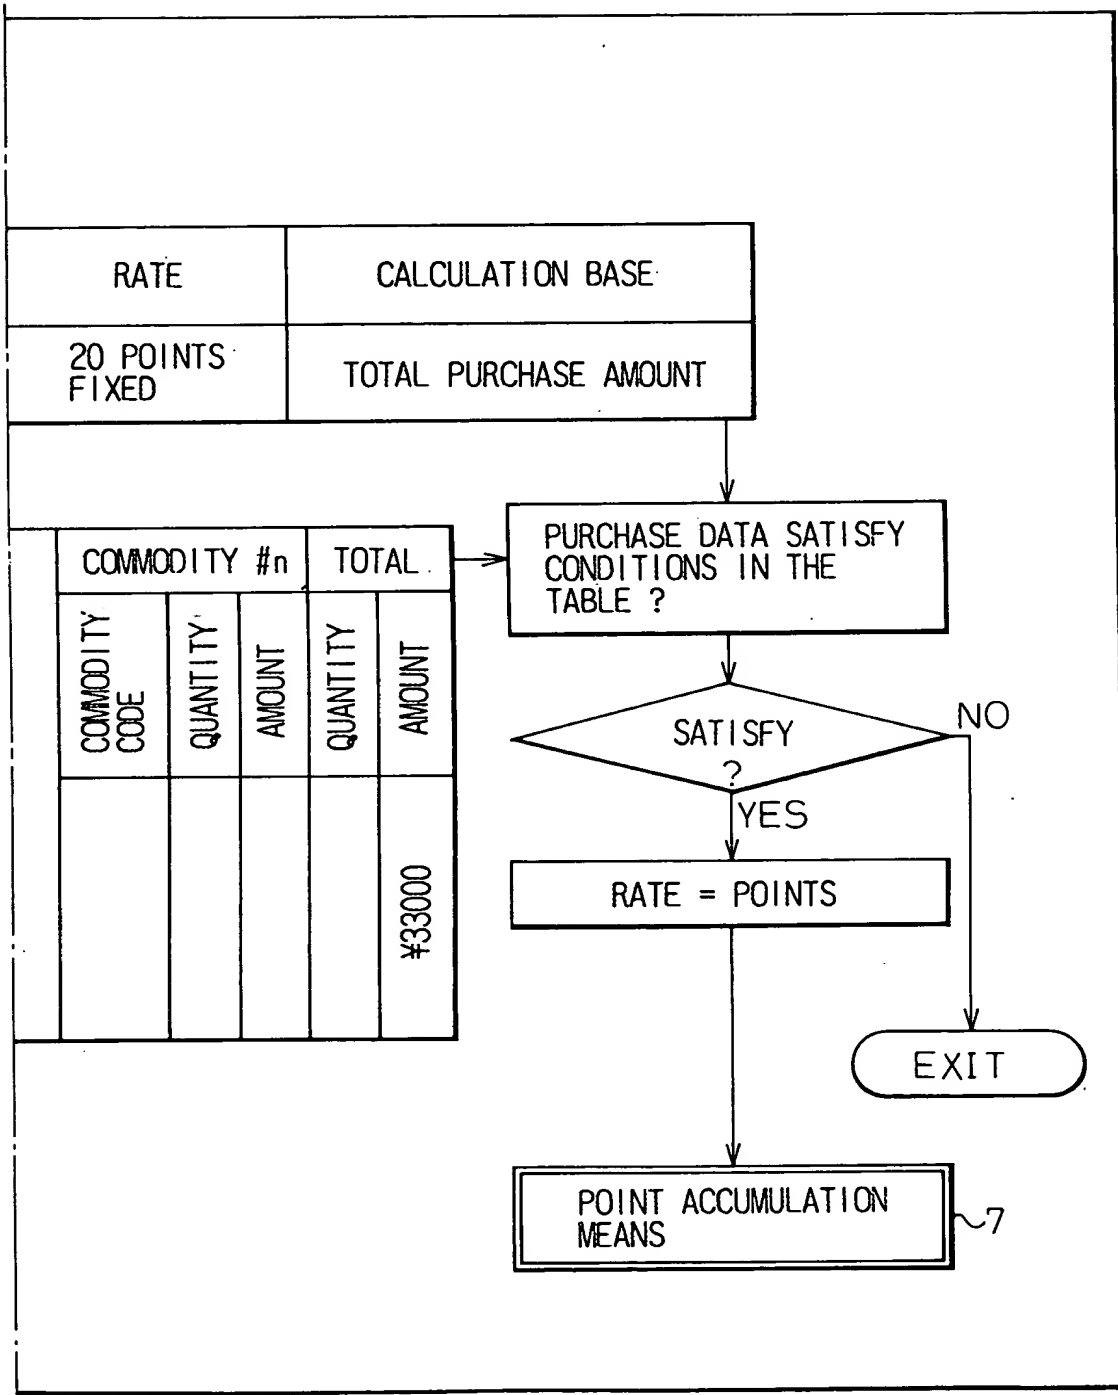 RATE
CALCULATION BASE
20 POINTS
FIXED
TOTAL PURCHASE AMOUNT
COMMODITY #n
TOTAL
COMMODITY
CODE
QUANTITY
AMOUNT
QUANTITY
AMOUNT
¥33000
PURCHASE DATA SATISFY
CONDITIONS IN THE
TABLE ?
SATISFY
?
NO
YES
RATE = POINTS
EXIT
POINT ACCUMULATION
MEANS
7